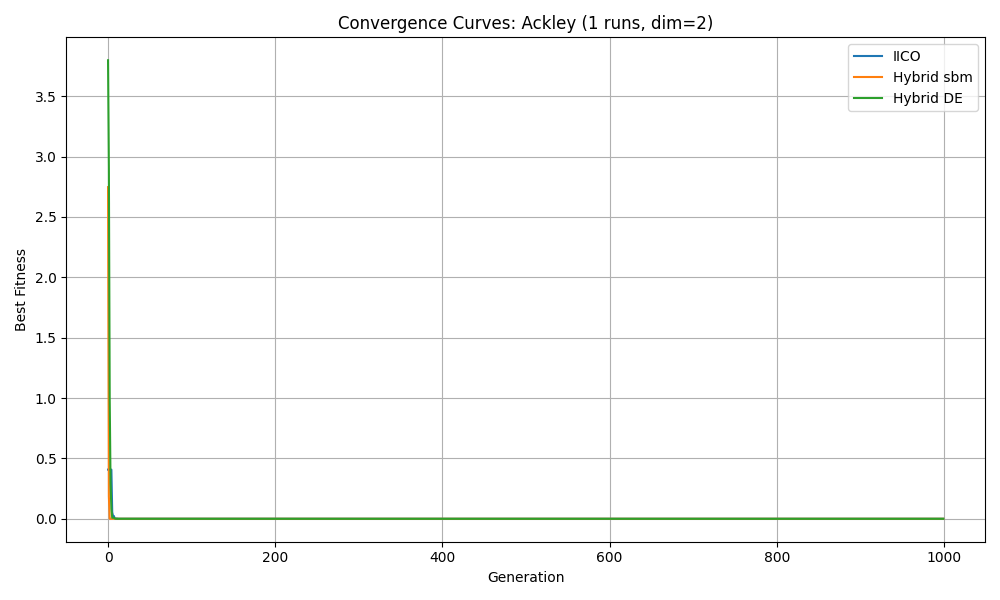 Convergence Curves: Ackley (1 runs, dim=2)
IICO
Hybrid sbm
Hybrid DE
Best Fitness
3.5
3.0
2.5
2.0
1.5
1.0
0.5
0.0
0 200 400 600 800 1000
Generation